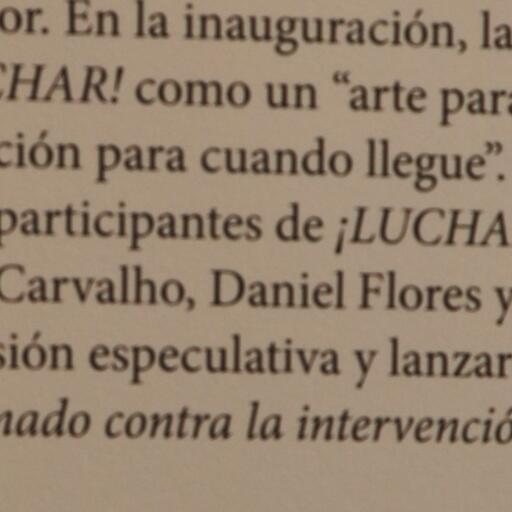 or. En la inauguración, la
CHAR! como un “arte para
ción para cuando llegue”.
participantes de ¡LUCHA
Carvalho, Daniel Flores y
sión especulativa y lanzar
mado contra la intervenció